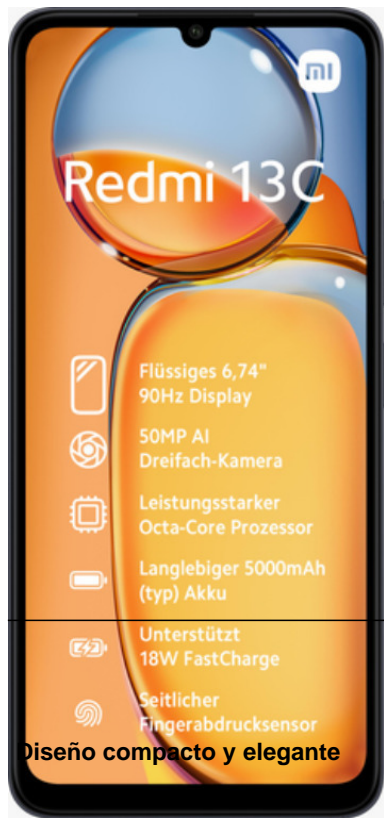 mi
Redmi 13C
Flüssiges 6,74"
90Hz Display
50MP AI
Dreifach-Kamera
Leistungsstarker
Octa-Core Prozessor
Langlebiger 5000mAh
(typ) Akku
Unterstützt
18W FastCharge
Seitlicher
Fingerabdrucksensor
Diseño compacto y elegante